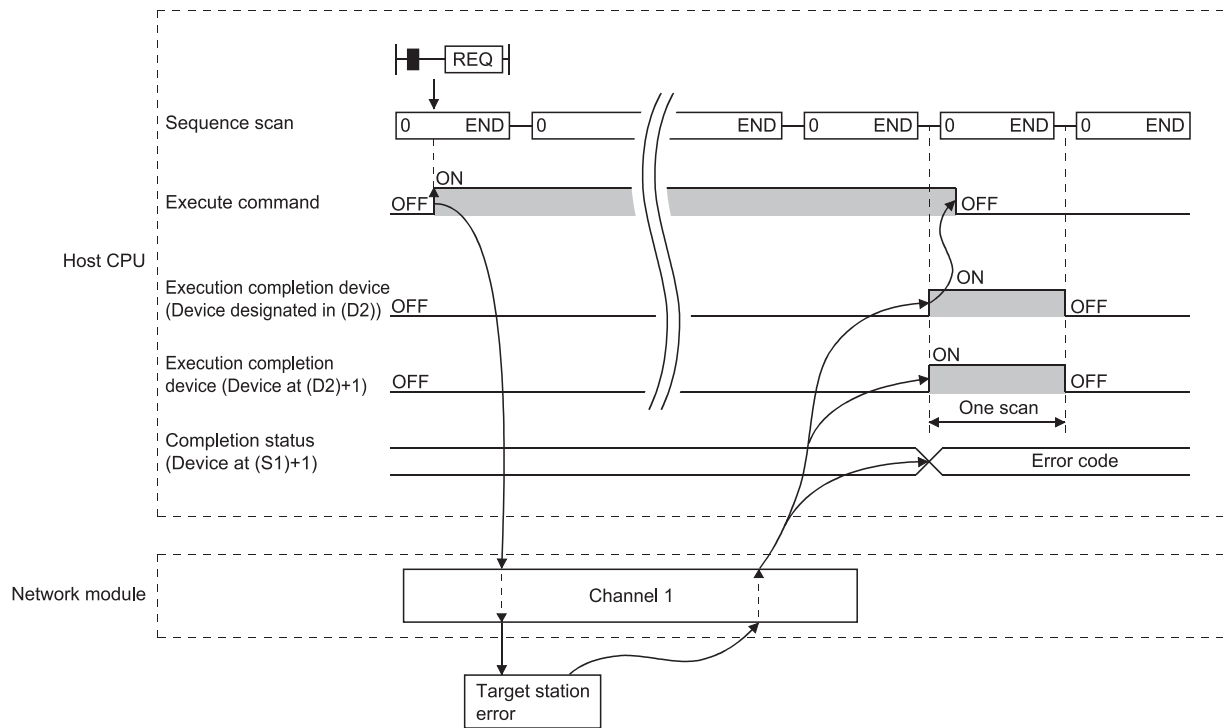 REQ
Sequence scan
0 END 0 END 0 END 0 END 0 END
ON
Execute command
OFF
OFF
Host CPU
ON
Execution completion device
(Device designated in (D2))
OFF
OFF
ON
Execution completion
device (Device at (D2)+1)
OFF
OFF
One scan
Completion status
(Device at (S1)+1)
Error code
Network module
Channel 1
Target station
error